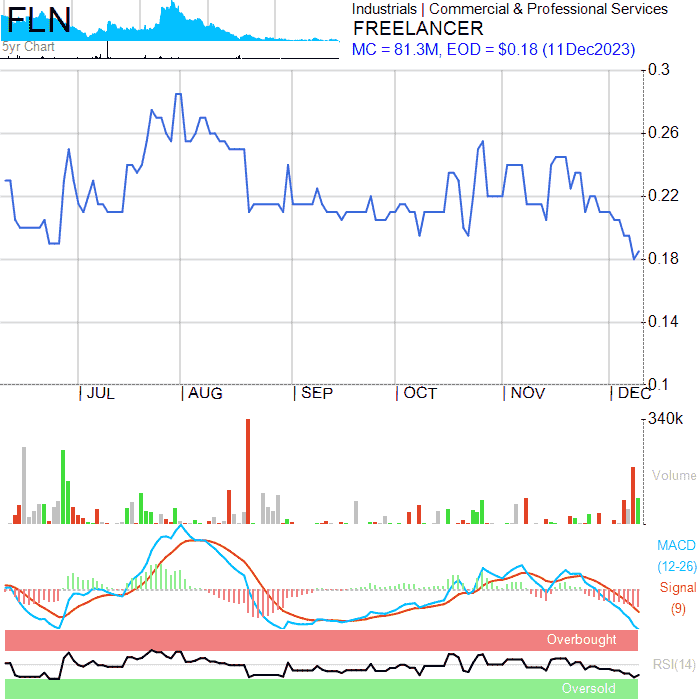 FLN
5yr Chart
Industrials | Commercial & Professional Services
FREELANCER
MC = 81.3M, EOD = $0.18 (11Dec2023)
0.3
0.26
0.22
0.18
0.14
0.1
JUL AUG SEP OCT NOV DEC
340k
Volume
MACD
(12-26)
Signal
(9)
Overbought
RSI(14)
Oversold